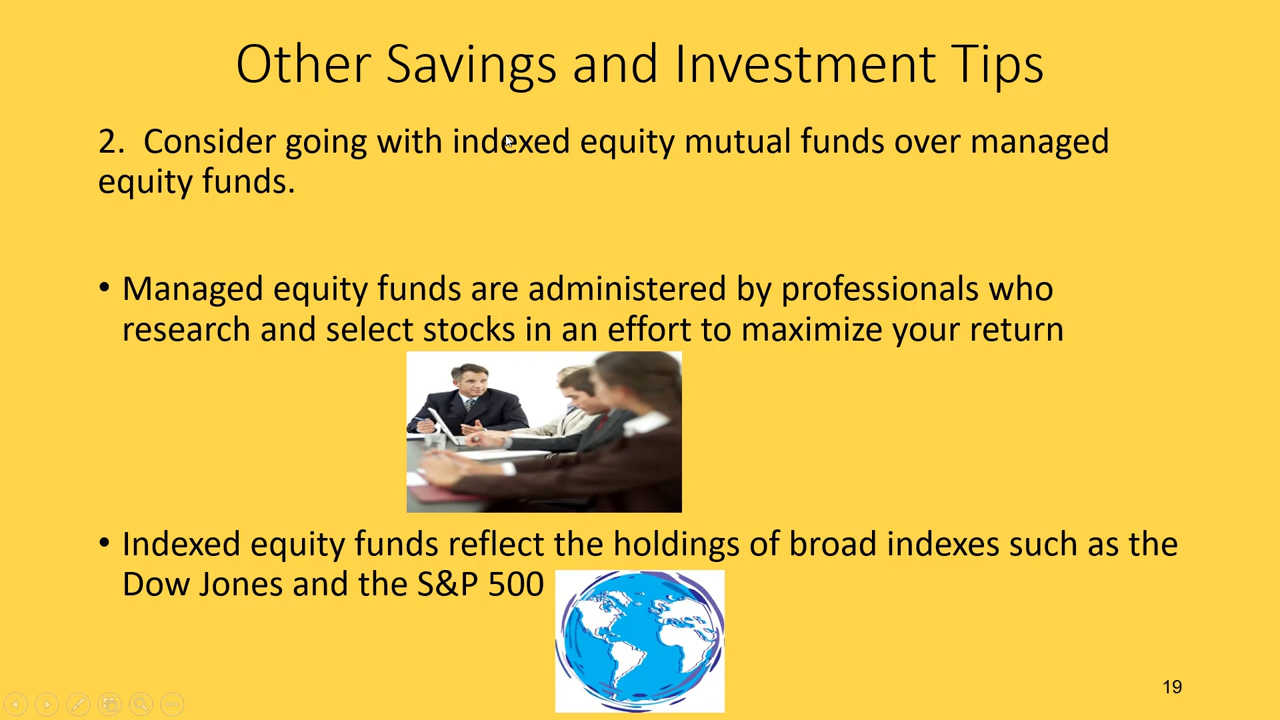 Other Savings and Investment Tips
2. Consider going with indexed equity mutual funds over managed
equity funds.
• Managed equity funds are administered by professionals who
research and select stocks in an effort to maximize your return
• Indexed equity funds reflect the holdings of broad indexes such as the
Dow Jones and the S&P 500
19